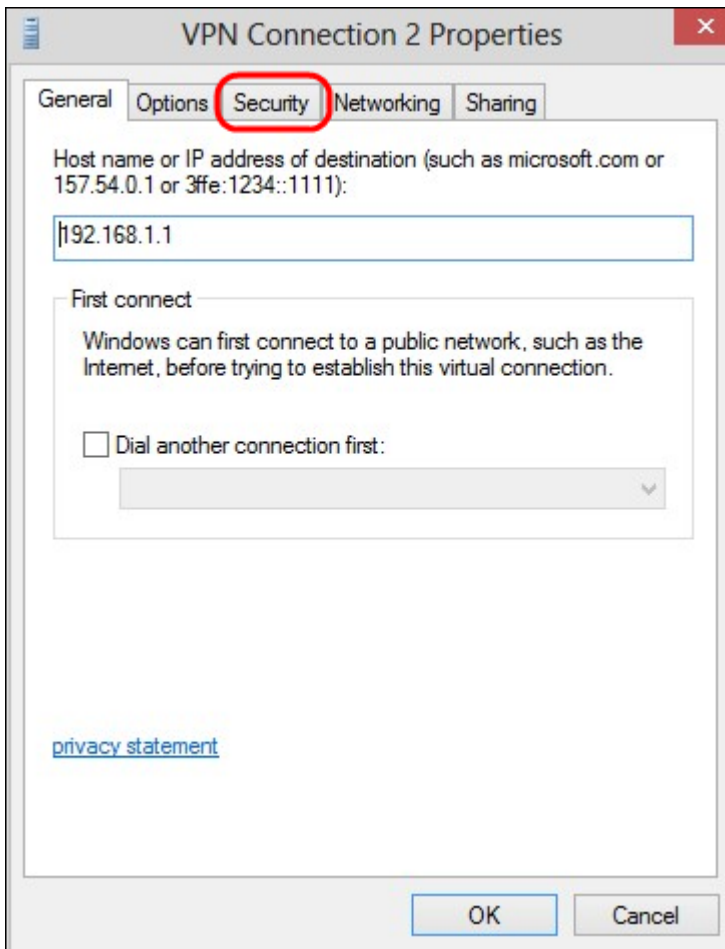 VPN Connection 2 Properties
General Options Security Networking Sharing
Host name or IP address of destination (such as microsoft.com or
157.54.0.1 or 3ffe:1234::1111):
192.168.1.1
First connect
Windows can first connect to a public network, such as the
Internet, before trying to establish this virtual connection.
Dial another connection first:
privacy statement
OK Cancel